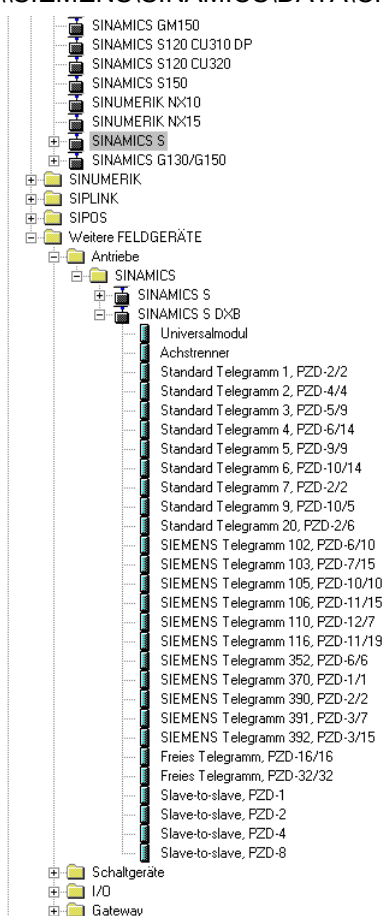 \SIEMENS\SINAMICS\DATA\
SINAMICS GM150
SINAMICS S120 CU310 DP
SINAMICS S120 CU320
SINAMICS S150
SINUMERIK NX10
SINUMERIK NX15
SINAMICS S
SINAMICS G130/G150
SINUMERIK
SIPLINK
SIPOS
Weitere FELDGERÄTE
Antriebe
SINAMICS
SINAMICS S
SINAMICS S DXB
Universalmodul
Achstrenner
Standard Telegramm 1, PZD-2/2
Standard Telegramm 2, PZD-4/4
Standard Telegramm 3, PZD-5/9
Standard Telegramm 4, PZD-6/14
Standard Telegramm 5, PZD-9/9
Standard Telegramm 6, PZD-10/14
Standard Telegramm 7, PZD-2/2
Standard Telegramm 9, PZD-10/5
Standard Telegramm 20, PZD-2/6
SIEMENS Telegramm 102, PZD-6/10
SIEMENS Telegramm 103, PZD-7/15
SIEMENS Telegramm 105, PZD-10/10
SIEMENS Telegramm 106, PZD-11/15
SIEMENS Telegramm 110, PZD-12/7
SIEMENS Telegramm 116, PZD-11/19
SIEMENS Telegramm 352, PZD-6/6
SIEMENS Telegramm 370, PZD-1/1
SIEMENS Telegramm 390, PZD-2/2
SIEMENS Telegramm 391, PZD-3/7
SIEMENS Telegramm 392, PZD-3/15
Freies Telegramm, PZD-16/16
Freies Telegramm, PZD-32/32
Slave-to-slave, PZD-1
Slave-to-slave, PZD-2
Slave-to-slave, PZD-4
Slave-to-slave, PZD-8
Schaltgeräte
I/O
Gateway